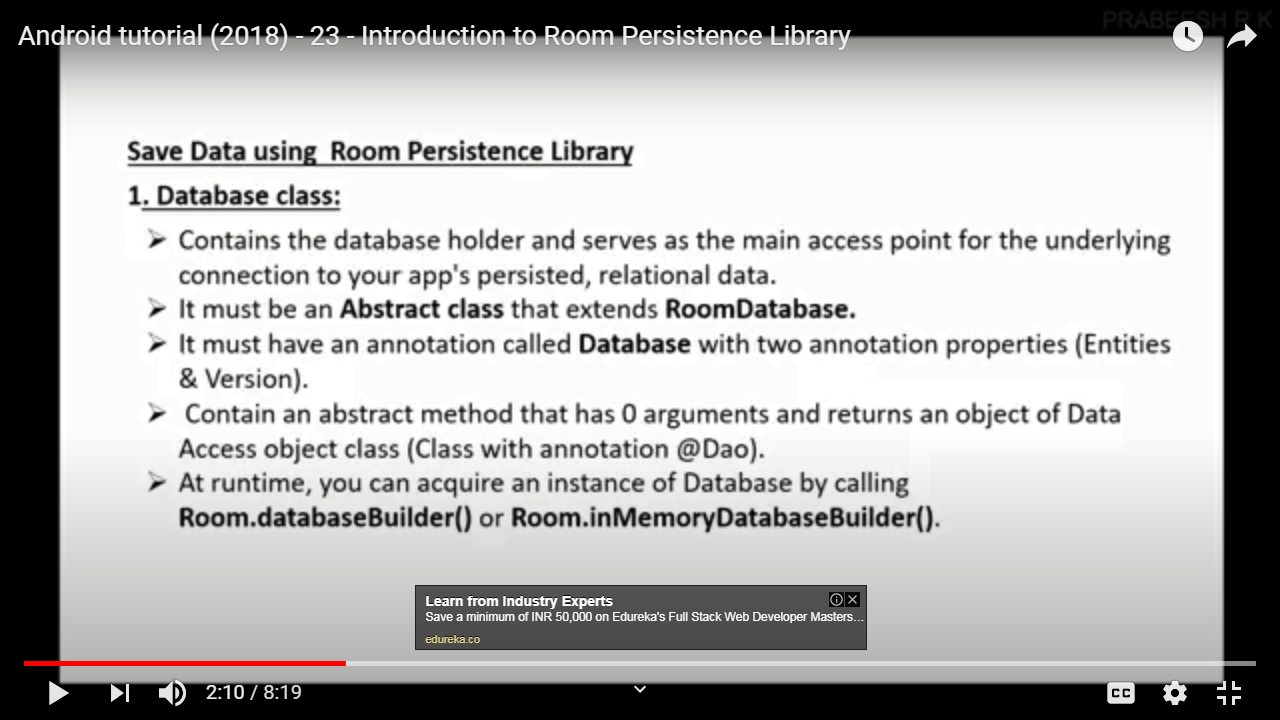 PRABEESH R K
Android tutorial (2018) - 23 - Introduction to Room Persistence Library
Save Data using Room Persistence Library
1. Database class:
➢ Contains the database holder and serves as the main access point for the underlying
connection to your app's persisted, relational data.
➢ It must be an Abstract class that extends RoomDatabase.
➢ It must have an annotation called Database with two annotation properties (Entities
& Version).
➢ Contain an abstract method that has 0 arguments and returns an object of Data
Access object class (Class with annotation @Dao).
➢ At runtime, you can acquire an instance of Database by calling
Room.databaseBuilder() or Room.inMemoryDatabaseBuilder().
Learn from Industry Experts
Save a minimum of INR 50,000 on Edureka's Full Stack Web Developer Masters...
edureka.co
2:10 / 8:19
CC